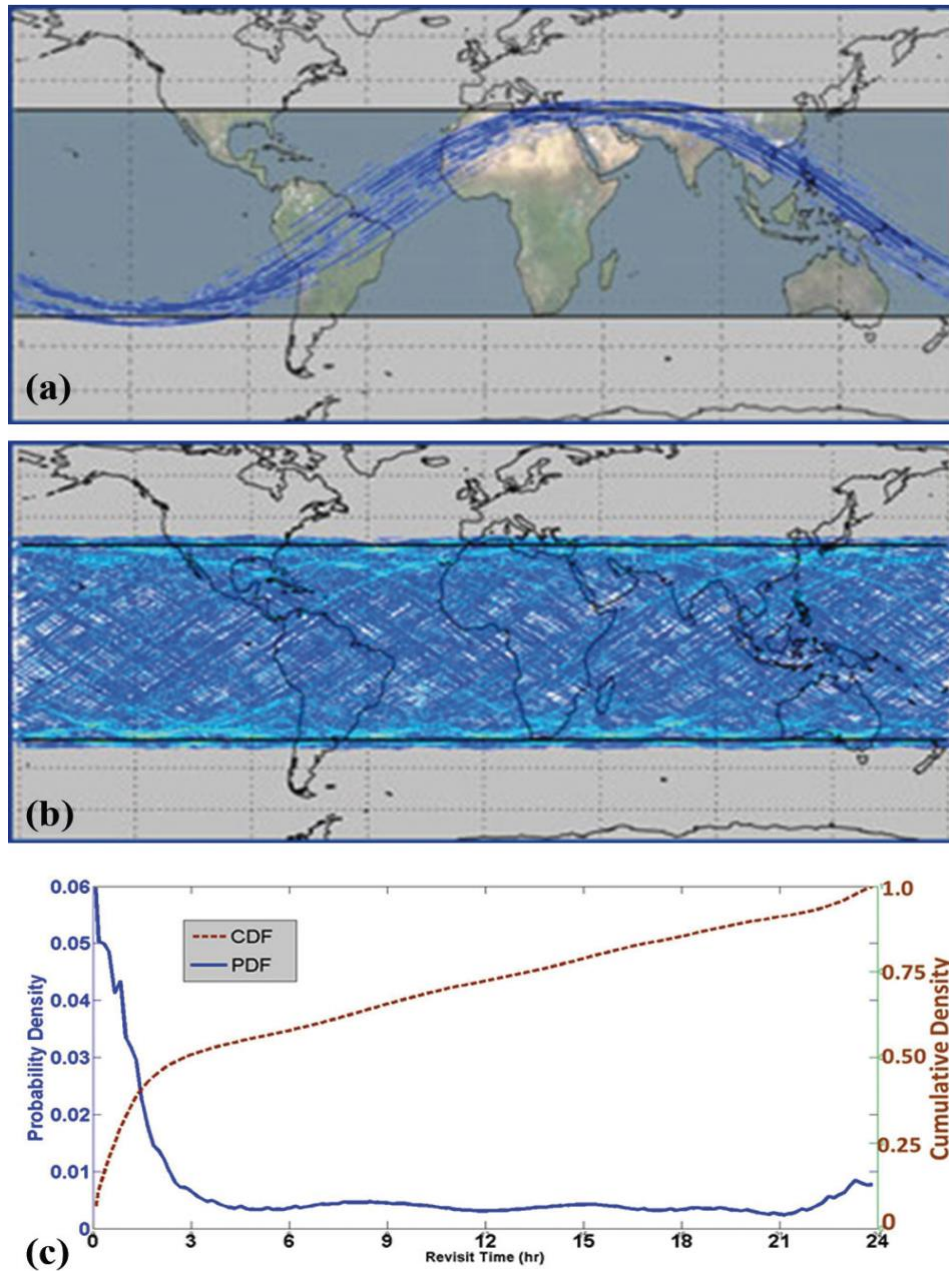 (a)
(b)
0.06
0.05
0.04
0.03
0.02
0.01
0
Probability Density
CDF
PDF
1.0
0.75
0.50
0.25
0
Cumulative Density
0 3 6 9 12 15 18 21 24
Revisit Time (hr)
(c)